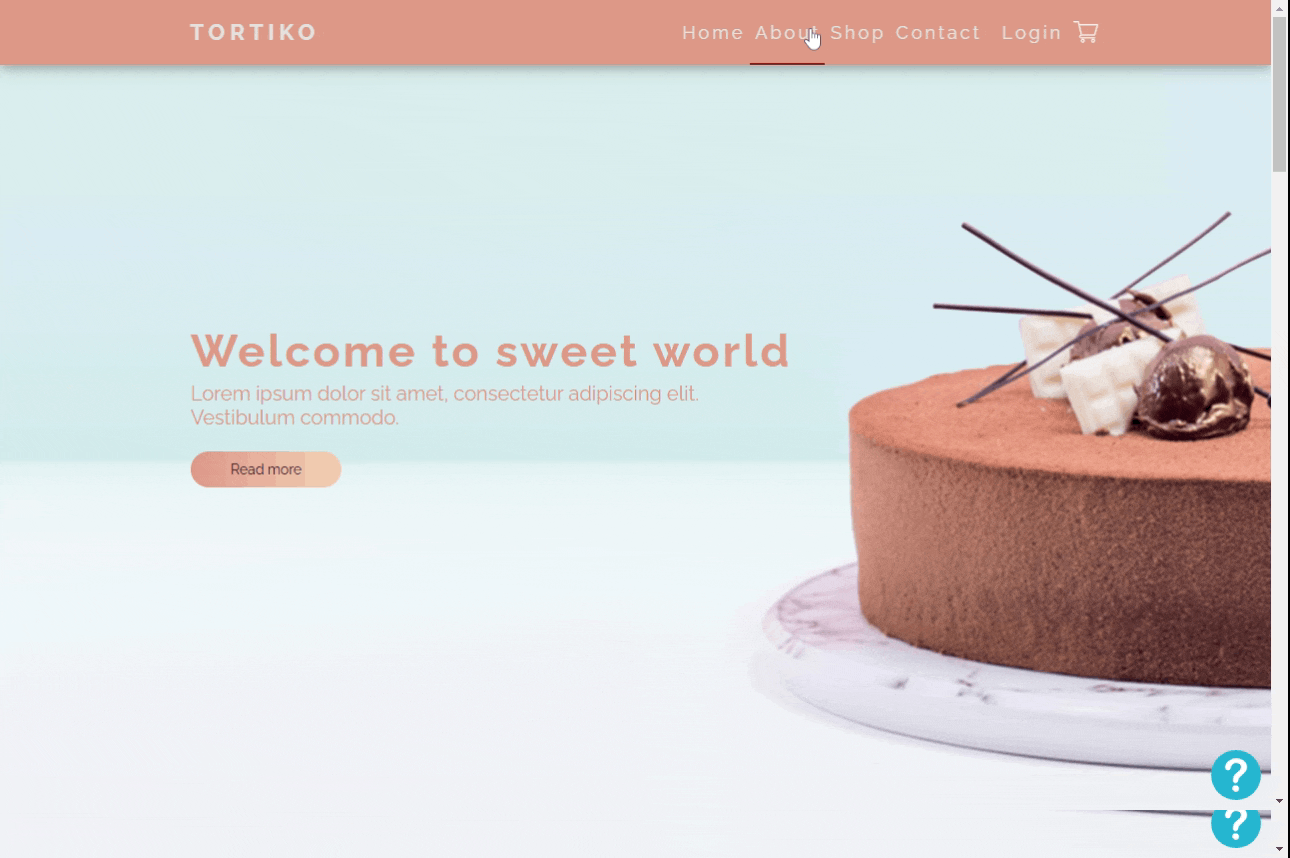 TORTIKO
Home About Shop Contact Login
Welcome to sweet world
Lorem ipsum dolor sit amet, consectetur adipiscing elit.
Vestibulum commodo.
Read more
?
?